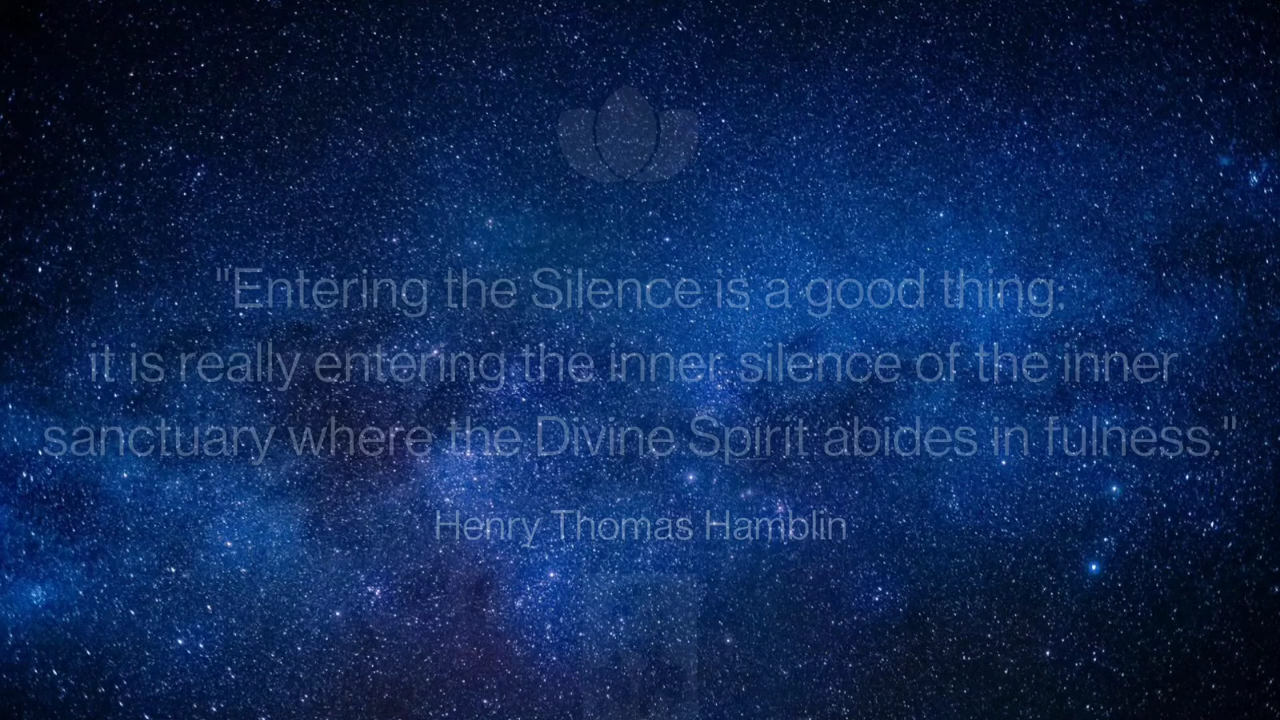 "Entering the Silence is a good thing,
it is really entering the inner silence of the inner
sanctuary where the Divine Spirit abides in fulness."
Henry Thomas Hamblin